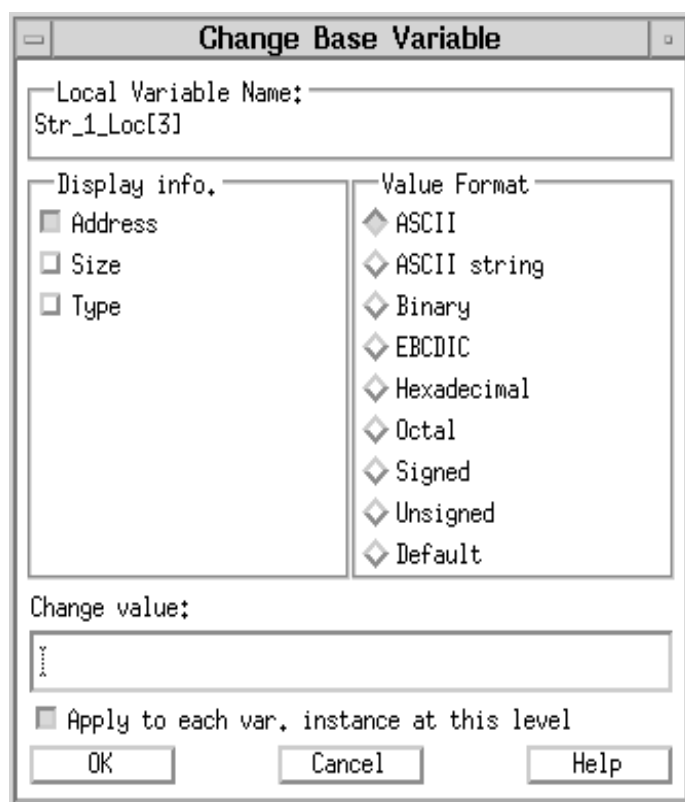 Change Base Variable
Local Variable Name:
Str_1_Loc[3]
Display info.
Address
Size
Type
Value Format
ASCII
ASCII string
Binary
EBCDIC
Hexadecimal
Octal
Signed
Unsigned
Default
Change value:
Apply to each var. instance at this level
OK
Cancel
Help